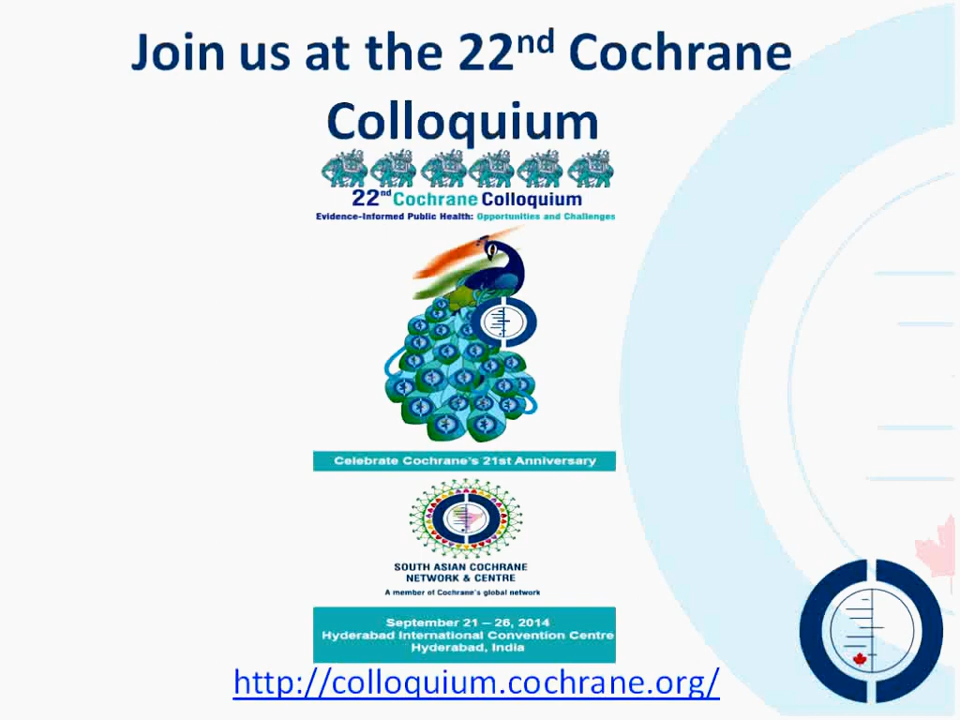 Join us at the 22nd Cochrane
Colloquium
22nd Cochrane Colloquium
Evidence-Informed Public Health: Opportunities and Challenges
Celebrate Cochrane's 21st Anniversary
SOUTH ASIAN COCHRANE
NETWORK & CENTRE
A member of Cochrane's global network
September 21 – 26, 2014
Hyderabad International Convention Centre
Hyderabad, India
http://colloquium.cochrane.org/